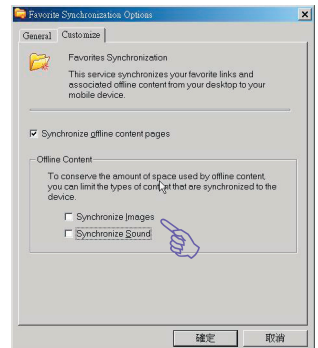 Favorite Synchronization Options
General
Customize
Favorites Synchronization
This service synchronizes your favorite links and
associated offline content from your desktop to your
mobile device.
Synchronize offline content pages
Offline Content
To conserve the amount of space used by offline content,
you can limit the types of content that are synchronized to the
device.
Synchronize Images
Synchronize Sound
確定
取消